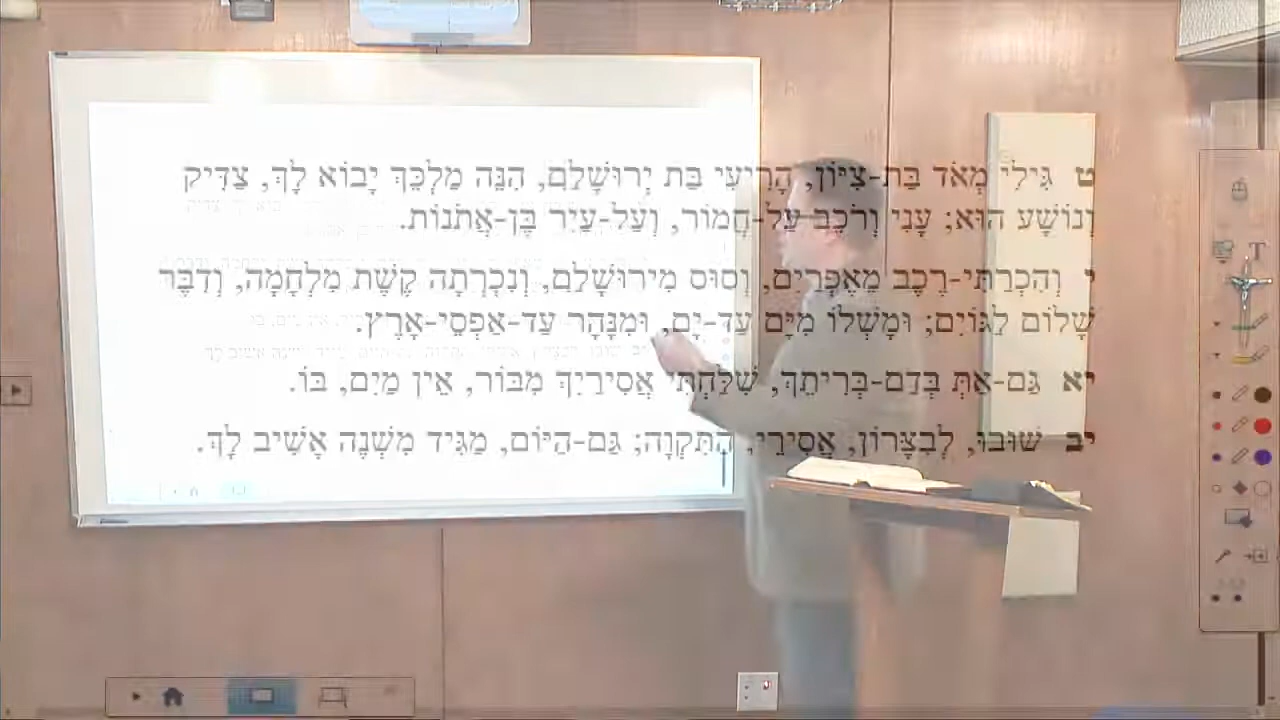 ט גִּילִי מְאֹד בַּת-צִיּוֹן, הָרִיעִי בַּת יְרוּשָׁלִַם, הִנֵּה מַלְכֵּךְ יָבוֹא לָךְ, צַדִּיק
וְנוֹשָׁע הוּא; עָנִי וְרֹכֵב עַל-חֲמוֹר, וְעַל-עַיִר בֶּן-אֲתֹנוֹת.
י וְהִכְרַתִּי-רֶכֶב מֵאֶפְרַיִם, וְסוּס מִירוּשָׁלִַם, וְנִכְרְתָה קֶשֶׁת מִלְחָמָה, וְדִבֶּר
שָׁלוֹם לַגּוֹיִם; וּמָשְׁלוֹ מִיָּם עַד-יָם, וּמִנָּהָר עַד-אַפְסֵי-אָרֶץ.
יא גַּם-אַתְּ בְּדַם-בְּרִיתֵךְ, שִׁלַּחְתִּי אֲסִירַיִךְ מִבּוֹר, אֵין מַיִם, בּוֹ.
יב שׁוּבוּ, לְבִצָּרוֹן, אֲסִירֵי, הַתִּקְוָה; גַּם-הַיּוֹם, מַגִּיד מִשְׁנֶה אָשִׁיב לָךְ.